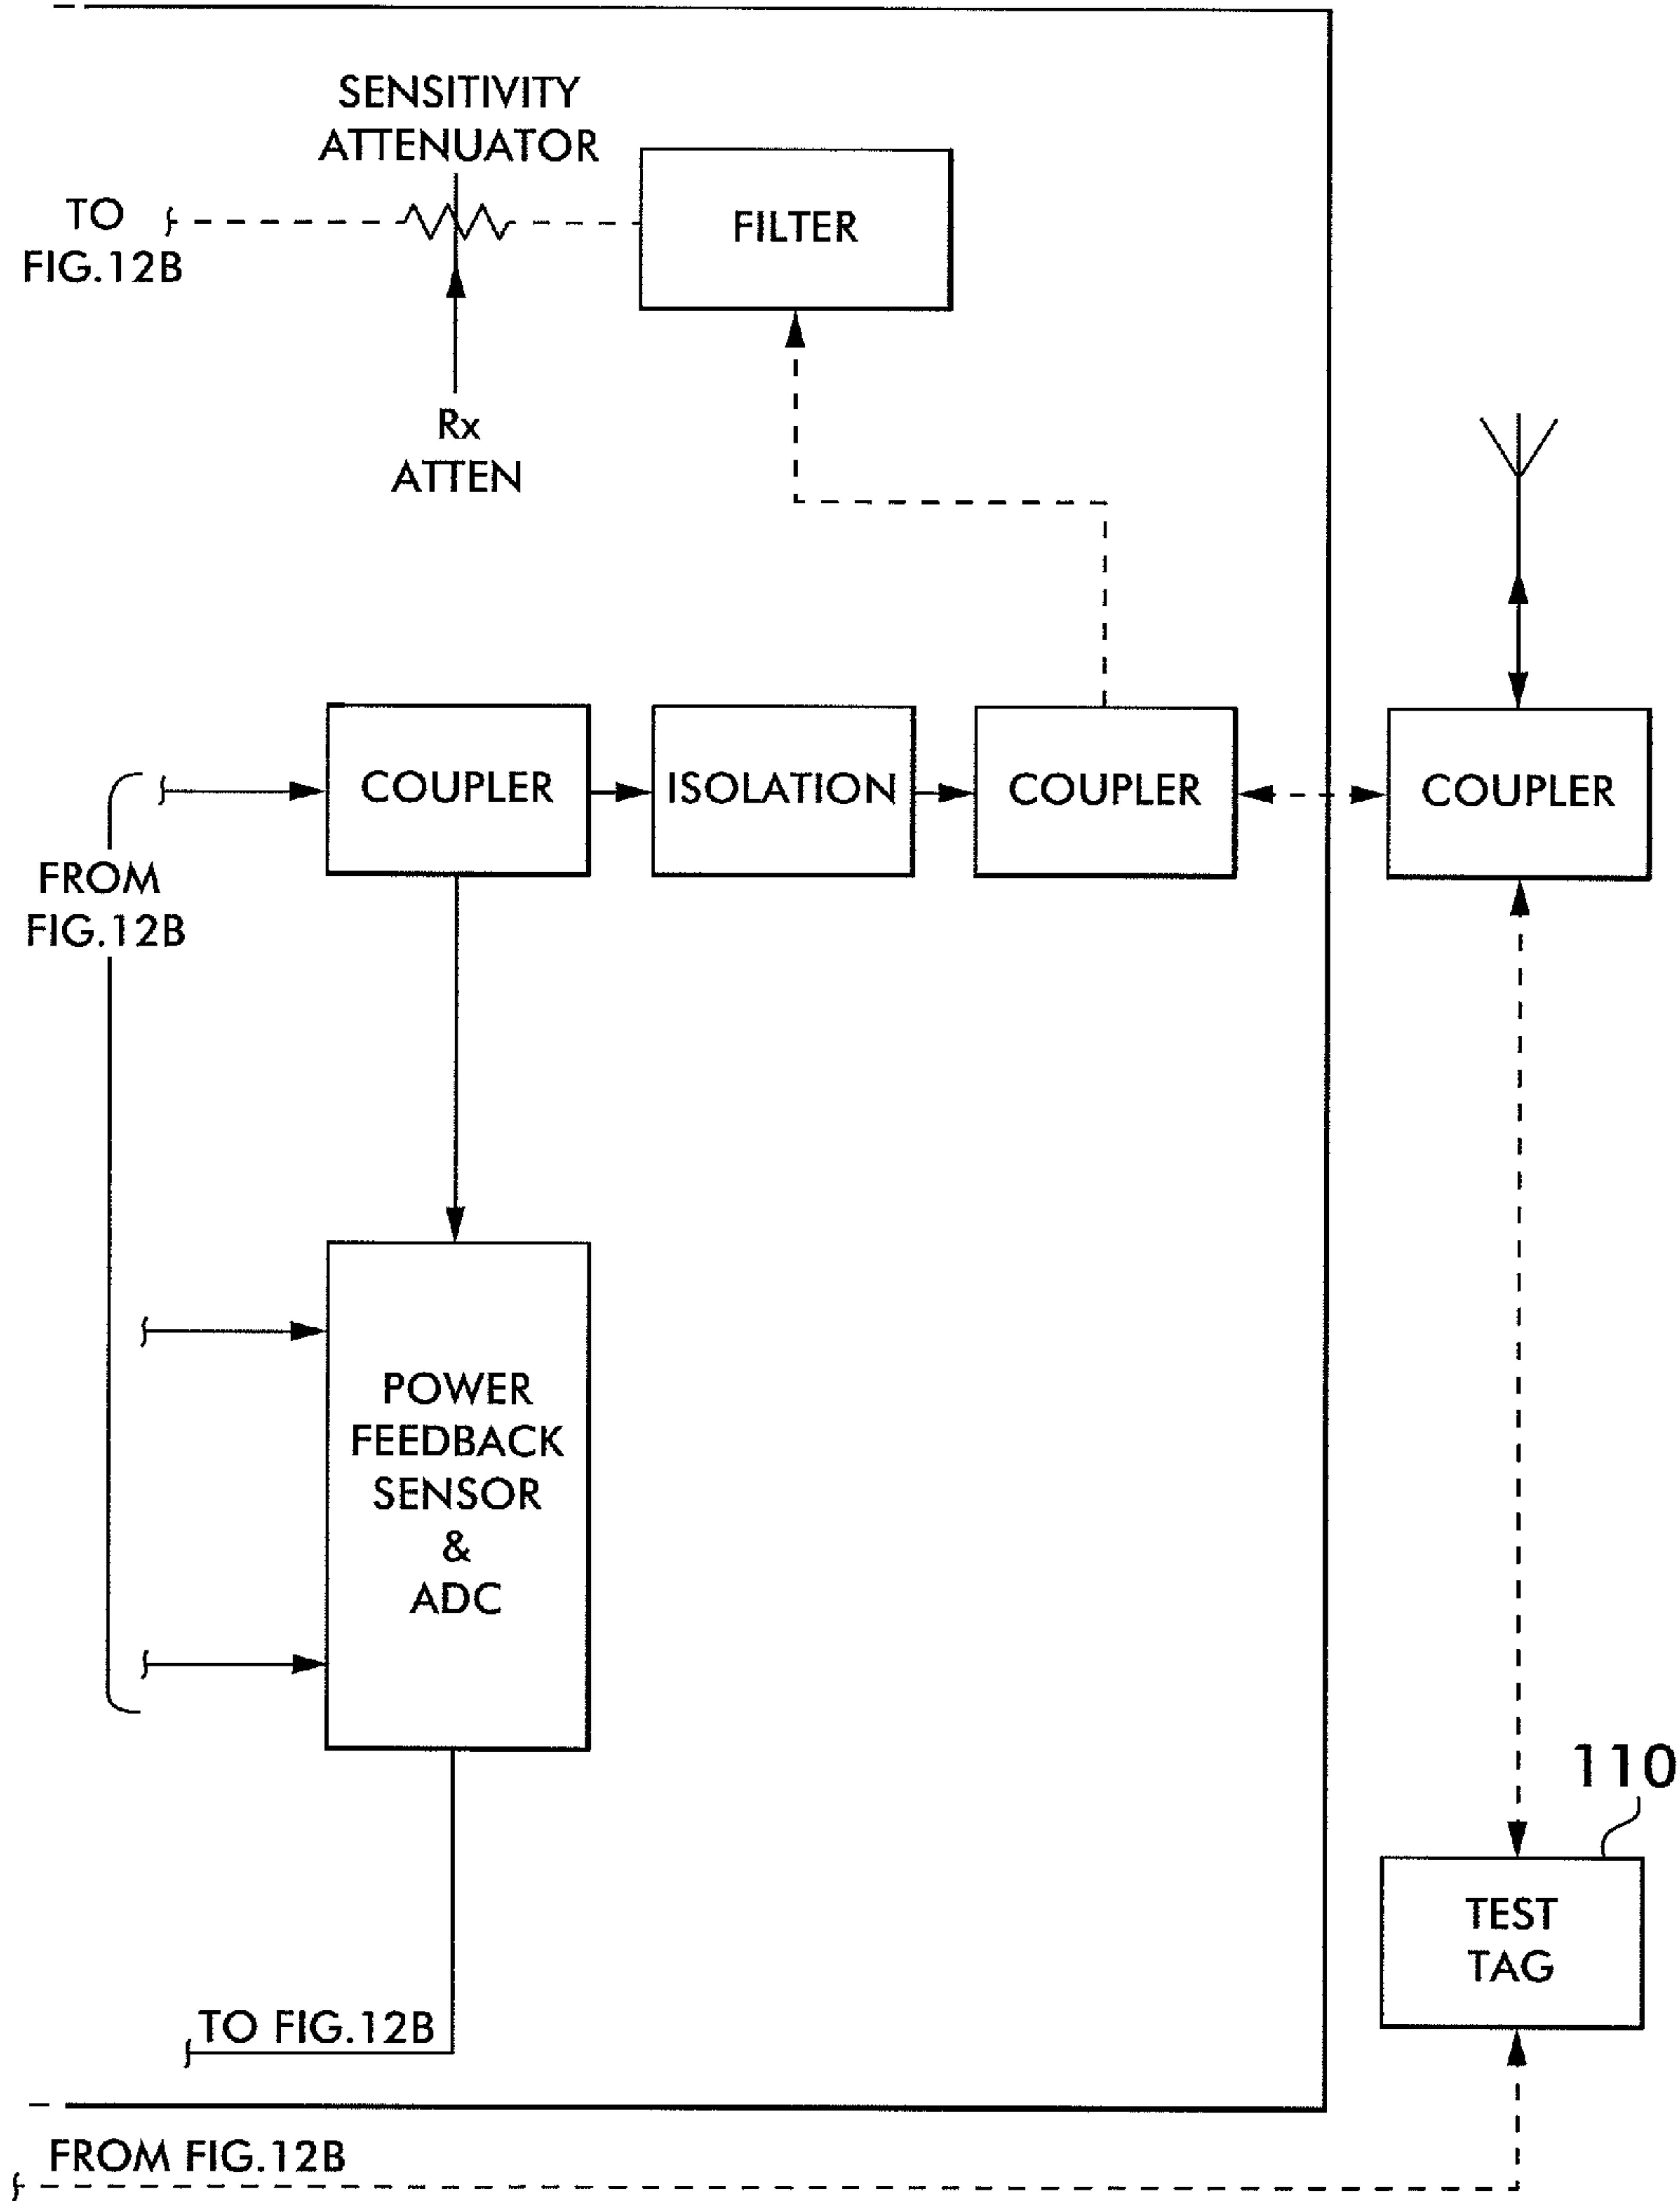 SENSITIVITY
ATTENUATOR
TO
FIG.12B
FILTER
Rx
ATTEN
COUPLER
ISOLATION
COUPLER
COUPLER
FROM
FIG.12B
POWER
FEEDBACK
SENSOR
&
ADC
110
TEST
TAG
TO FIG.12B
FROM FIG.12B